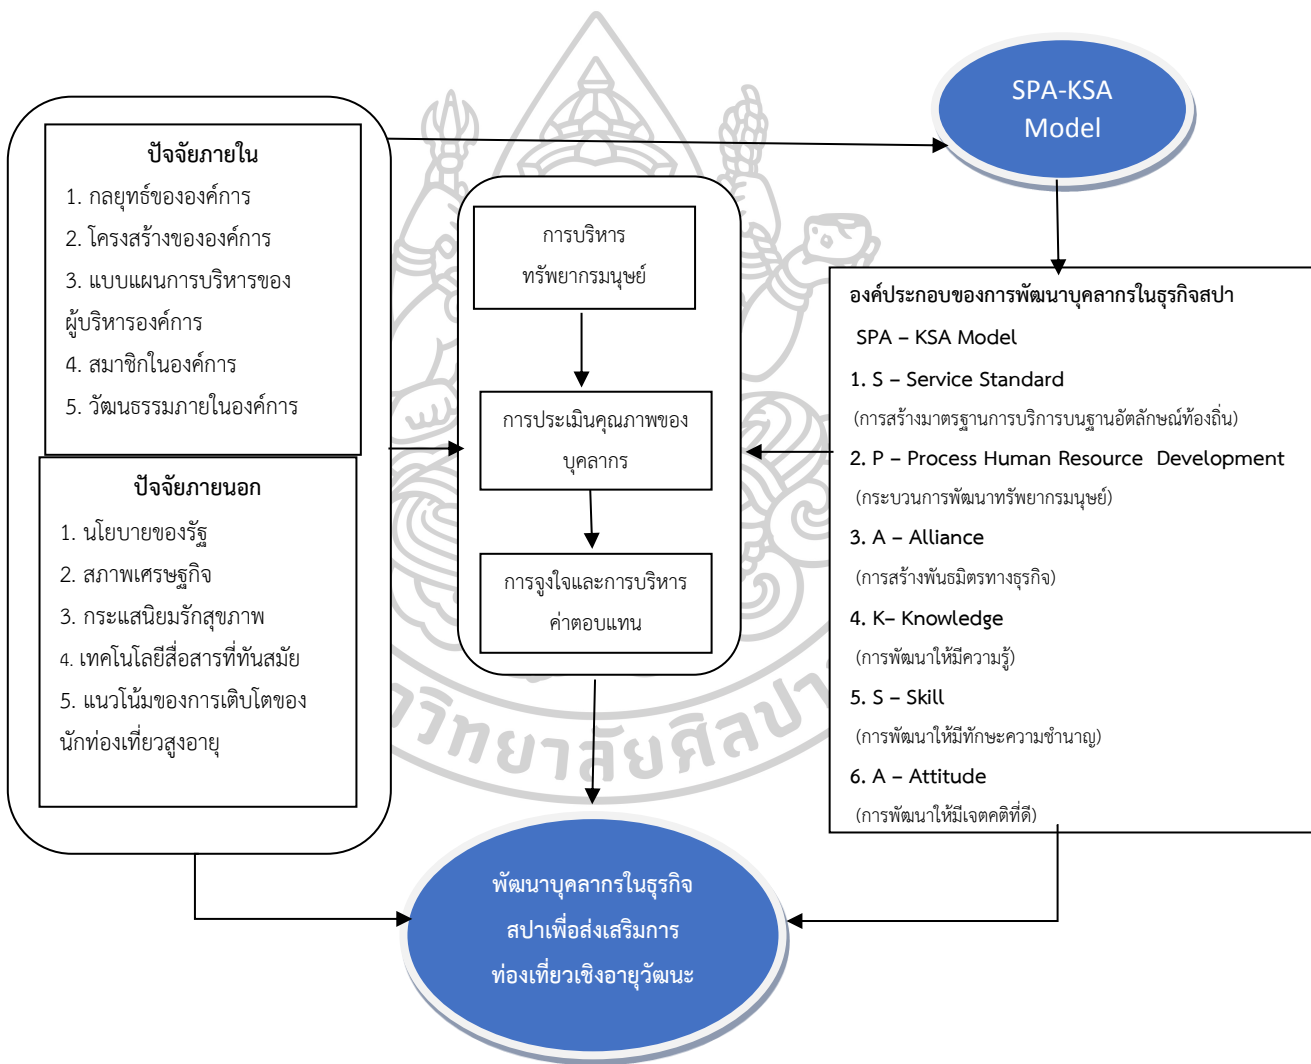 SPA-KSA
Model
ปัจจัยภายใน
1. กลยุทธ์ขององค์การ
2. โครงสร้างขององค์การ
3. แบบแผนการบริหารของ
ผู้บริหารองค์การ
4. สมาชิกในองค์การ
5. วัฒนธรรมภายในองค์การ
ปัจจัยภายนอก
1. นโยบายของรัฐ
2. สภาพเศรษฐกิจ
3. กระแสนิยมรักสุขภาพ
4. เทคโนโลยีสื่อสารที่ทันสมัย
5. แนวโน้มของการเติบโตของ
นักท่องเที่ยวสูงอายุ
การบริหาร
ทรัพยากรมนุษย์
การประเมินคุณภาพของ
บุคลากร
การจูงใจและการบริหาร
ค่าตอบแทน
องค์ประกอบของการพัฒนาบุคลากรในธุรกิจสปา
SPA – KSA Model
1. S – Service Standard
(การสร้างมาตรฐานการบริการบนฐานอัตลักษณ์ท้องถิ่น)
2. P – Process Human Resource Development
(กระบวนการพัฒนาทรัพยากรมนุษย์)
3. A – Alliance
(การสร้างพันธมิตรทางธุรกิจ)
4. K– Knowledge
(การพัฒนาให้มีความรู้)
5. S – Skill
(การพัฒนาให้มีทักษะความชำนาญ)
6. A – Attitude
(การพัฒนาให้มีเจตคติที่ดี)
พัฒนาบุคลากรในธุรกิจ
สปาเพื่อส่งเสริมการ
ท่องเที่ยวเชิงอายุวัฒนะ